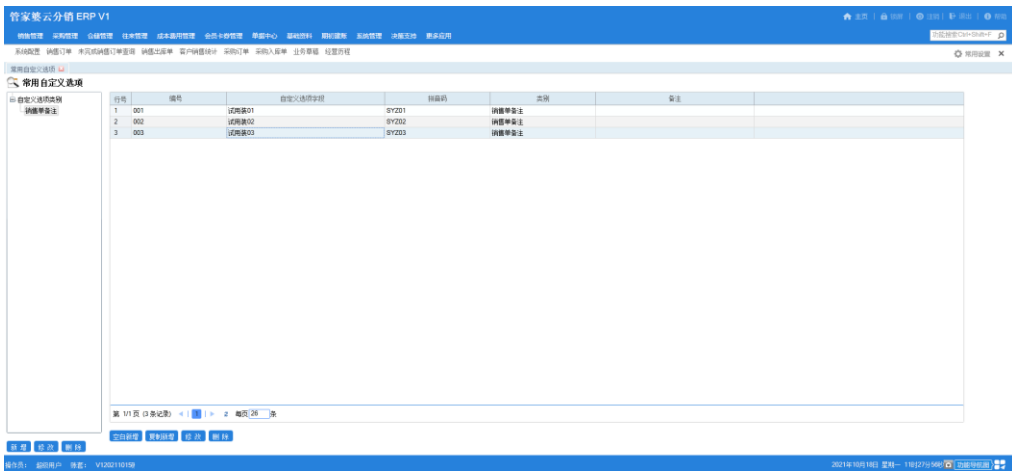 管家婆云分销 ERP V1
主页 | 锁屏 | 注销 | 退出 | 帮助
销售管理 采购管理 仓储管理 往来管理 成本费用管理 会员卡券管理 单据中心 基础资料 期初建账 系统管理 决策支持 更多应用
功能搜索Ctrl+Shift+F
系统配置 销售订单 未完成销售订单查询 销售出库单 客户销售统计 采购订单 采购入库单 业务草稿 经营历程
常用设置 X
常用自定义选项
常用自定义选项
自定义选项类别
销售单备注
行号 编号 自定义选项字段 拼音码 类别 备注
1 001 试用装01 SYZ01 销售单备注
2 002 试用装02 SYZ02 销售单备注
3 003 试用装03 SYZ03 销售单备注
第 1/1 页 (3 条记录) 1 每页 26 条
空白新增 复制新增 修改 删除
新增 修改 删除
操作员: 超级用户 账套: V1202110158
2021年10月18日 星期一 11时27分56秒 功能导航图